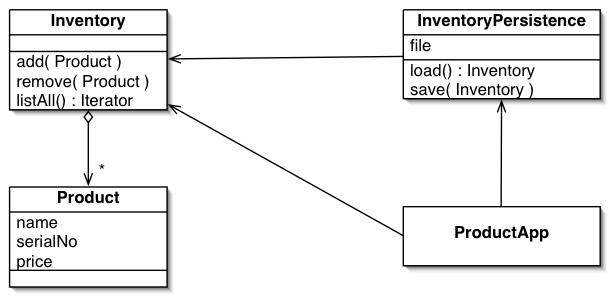 Inventory
add( Product )
remove( Product )
listAll() : Iterator
*
Product
name
serialNo
price
InventoryPersistence
file
load() : Inventory
save( Inventory )
ProductApp